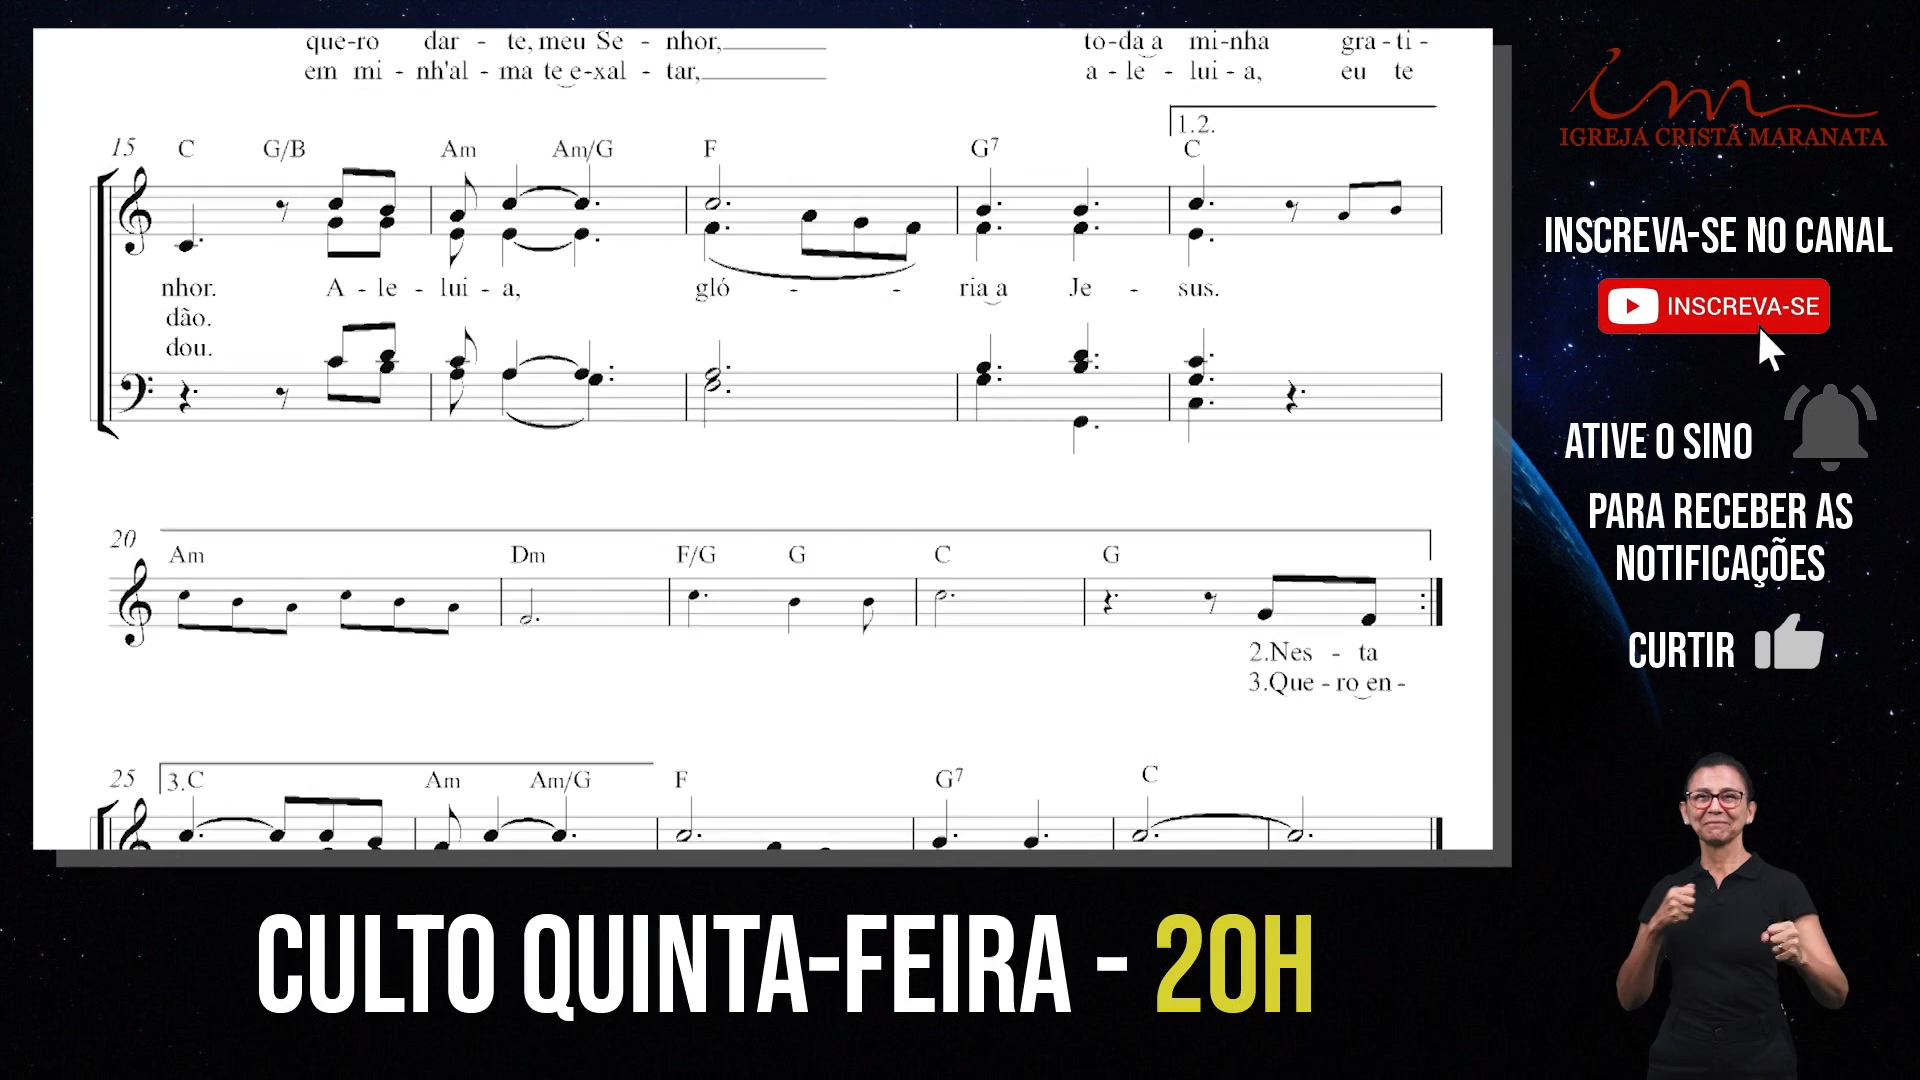 que-ro dar - te, meu Se - nhor, to-da a mi-nha gra-ti-
em mi - nh'al - ma te e-xal - tar, a - le - lui - a, eu te
1.2.
15 C G/B Am Am/G F G7 C
nhor. A - le - lui - a, gló - - ria a Je - sus.
dão.
dou.
20 Am Dm F/G G C G
2.Nes - ta
3.Que - ro en -
25 3.C Am Am/G F G7 C
CULTO QUINTA-FEIRA - 20H
im
IGREJA CRISTÃ MARANATA
INSCREVA-SE NO CANAL
INSCREVA-SE
ATIVE O SINO
PARA RECEBER AS
NOTIFICAÇÕES
CURTIR